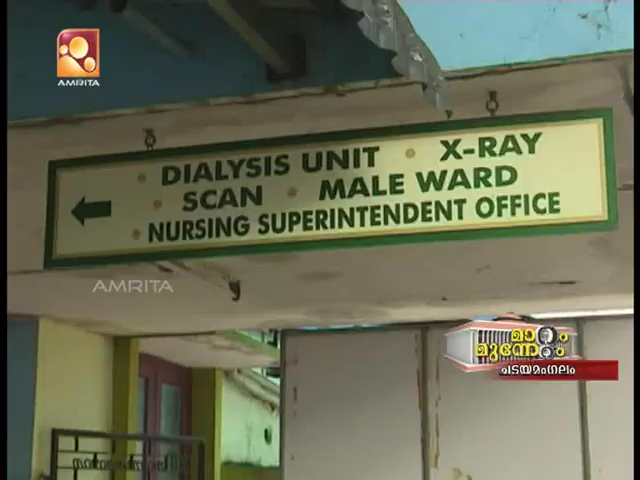 AMRITA
DIALYSIS UNIT • X-RAY
• SCAN • MALE WARD
• NURSING SUPERINTENDENT OFFICE
AMRITA
മാറും
മുന്നേറും
ചടയമംഗലം